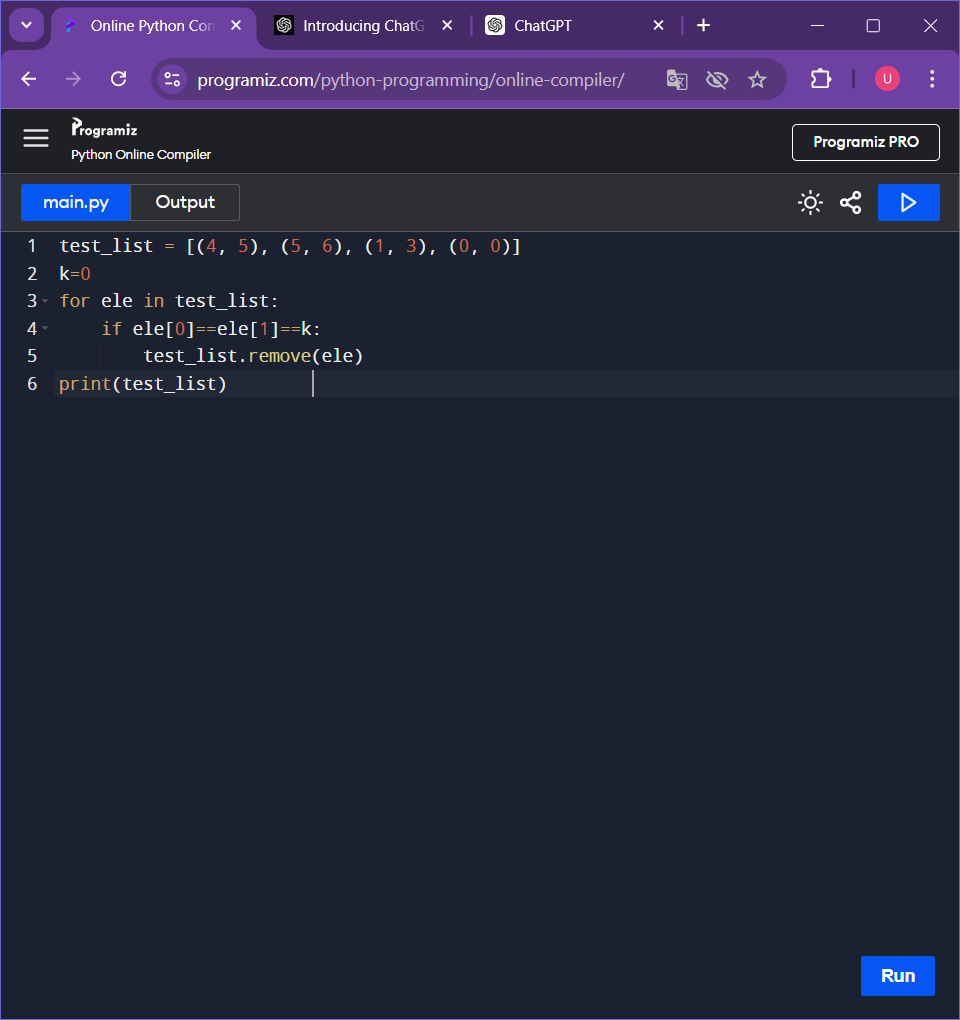 Online Python Con
Introducing ChatG
ChatGPT
programiz.com/python-programming/online-compiler/
U
Programiz
Python Online Compiler
Programiz PRO
main.py
Output
1 test_list = [(4, 5), (5, 6), (1, 3), (0, 0)]
2 k=0
3 for ele in test_list:
4     if ele[0]==ele[1]==k:
5         test_list.remove(ele)
6 print(test_list)
Run